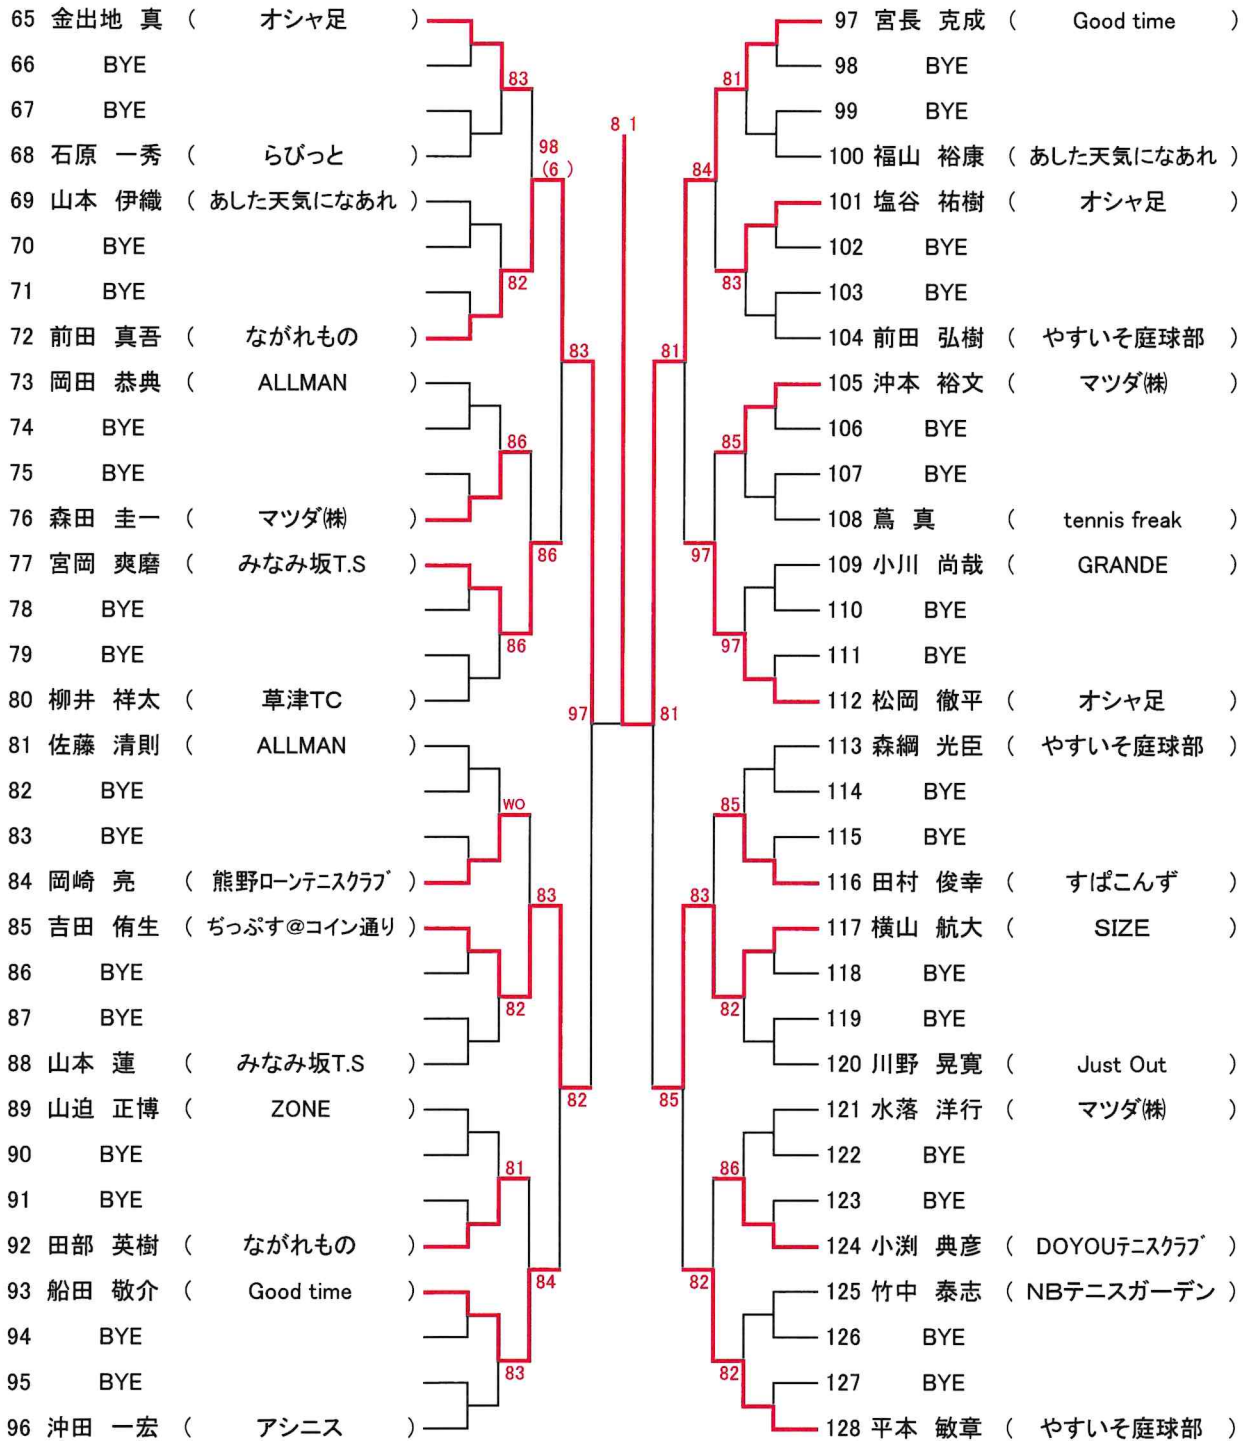 65 金出地 真 ( オシャ足 )
66 BYE
67 BYE
68 石原 一秀 ( らびっと )
69 山本 伊織 ( あした天気になあれ )
70 BYE
71 BYE
72 前田 真吾 ( ながれもの )
73 岡田 恭典 ( ALLMAN )
74 BYE
75 BYE
76 森田 圭一 ( マツダ㈱ )
77 宮岡 爽磨 ( みなみ坂T.S )
78 BYE
79 BYE
80 柳井 祥太 ( 草津TC )
81 佐藤 清則 ( ALLMAN )
82 BYE
83 BYE
84 岡崎 亮 ( 熊野ローンテニスクラブ )
85 吉田 侑生 ( ぢっぷす@コイン通り )
86 BYE
87 BYE
88 山本 蓮 ( みなみ坂T.S )
89 山迫 正博 ( ZONE )
90 BYE
91 BYE
92 田部 英樹 ( ながれもの )
93 船田 敬介 ( Good time )
94 BYE
95 BYE
96 沖田 一宏 ( アシニス )
83
82
86
86
WO
82
81
83
98
(6 )
86
83
84
83
82
97
8 1
81
81
85
84
97
83
82
81
83
85
97
85
82
86
82
97 宮長 克成 ( Good time )
98 BYE
99 BYE
100 福山 裕康 ( あした天気になあれ )
101 塩谷 祐樹 ( オシャ足 )
102 BYE
103 BYE
104 前田 弘樹 ( やすいそ庭球部 )
105 沖本 裕文 ( マツダ㈱ )
106 BYE
107 BYE
108 蔦 真 ( tennis freak )
109 小川 尚哉 ( GRANDE )
110 BYE
111 BYE
112 松岡 徹平 ( オシャ足 )
113 森綱 光臣 ( やすいそ庭球部 )
114 BYE
115 BYE
116 田村 俊幸 ( すぱこんず )
117 横山 航大 ( SIZE )
118 BYE
119 BYE
120 川野 晃寛 ( Just Out )
121 水落 洋行 ( マツダ㈱ )
122 BYE
123 BYE
124 小渕 典彦 ( DOYOUテニスクラブ )
125 竹中 泰志 ( NBテニスガーデン )
126 BYE
127 BYE
128 平本 敏章 ( やすいそ庭球部 )